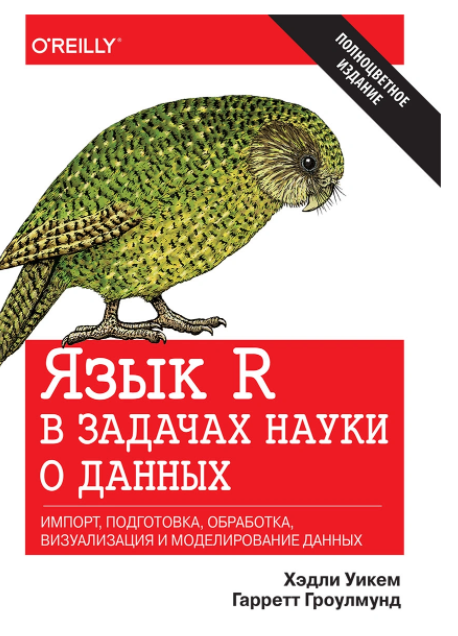 O'REILLY®
ПОЛНОЦВЕТНОЕ
ИЗДАНИЕ
Язык R
В ЗАДАЧАХ НАУКИ
О ДАННЫХ
ИМПОРТ, ПОДГОТОВКА, ОБРАБОТКА,
ВИЗУАЛИЗАЦИЯ И МОДЕЛИРОВАНИЕ ДАННЫХ
Хэдли Уикем
Гарретт Гроулмунд